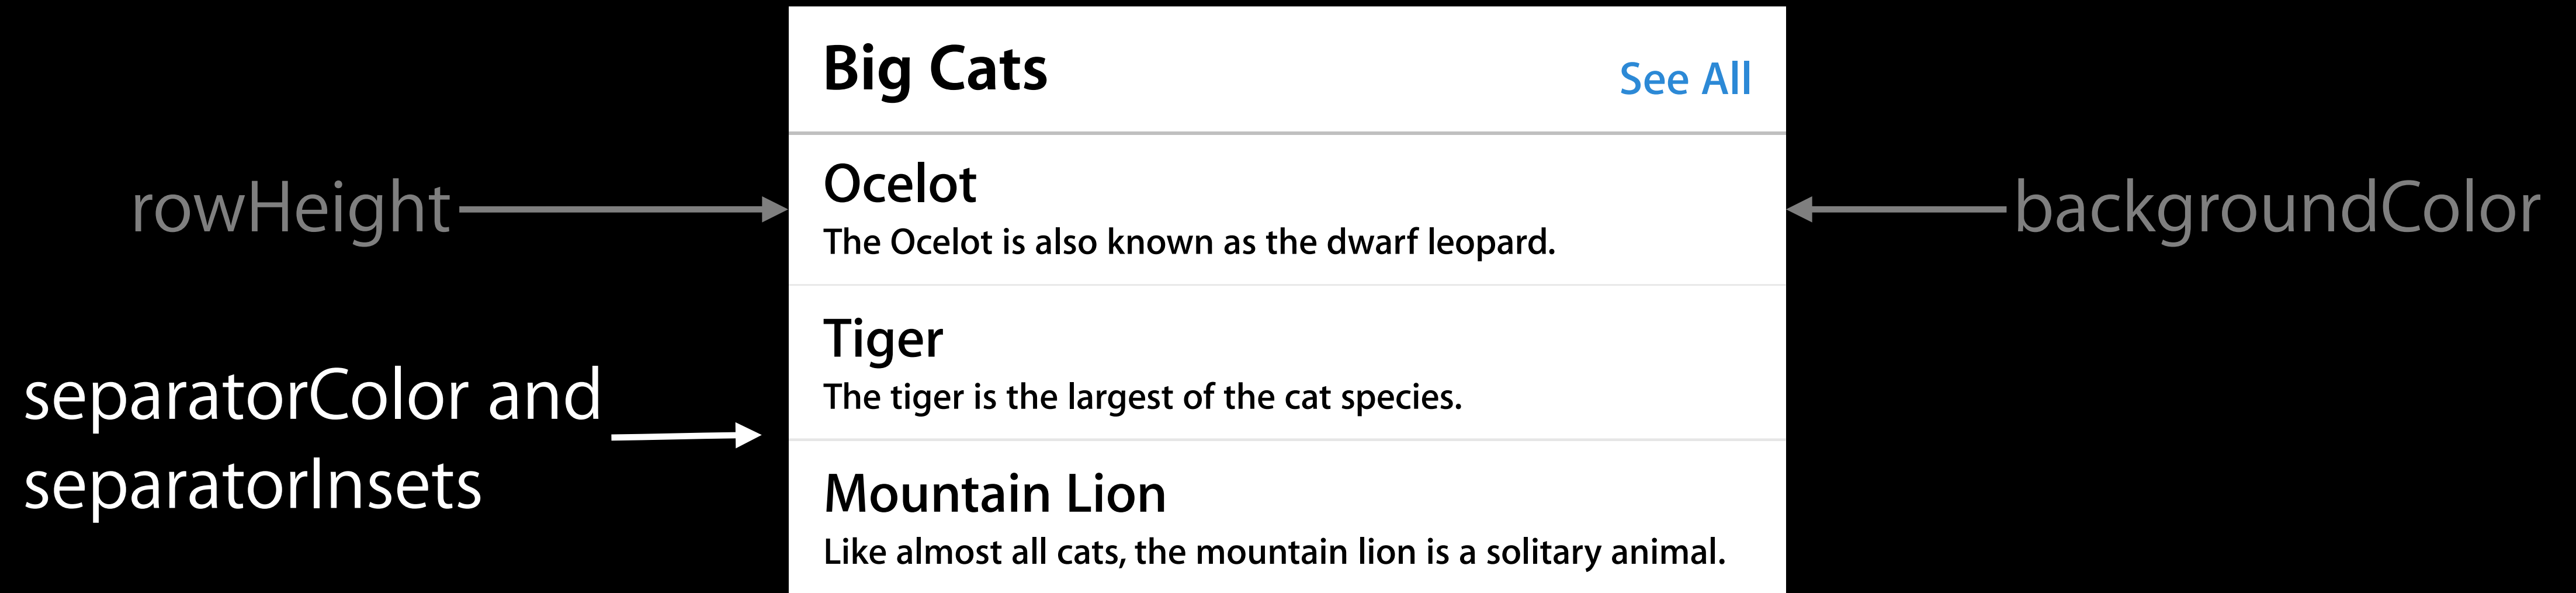 Big Cats
See All
rowHeight
Ocelot
The Ocelot is also known as the dwarf leopard.
backgroundColor
Tiger
The tiger is the largest of the cat species.
separatorColor and
separatorInsets
Mountain Lion
Like almost all cats, the mountain lion is a solitary animal.